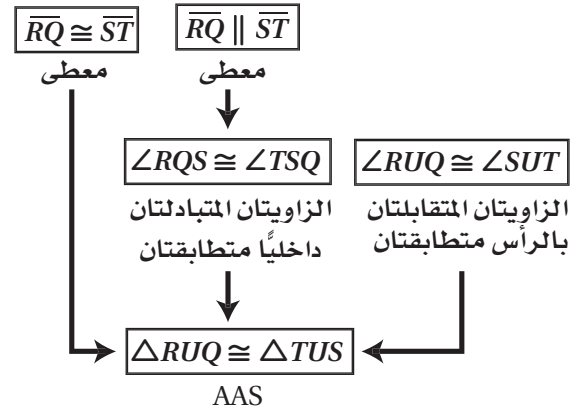 RQ ≅ ST
RQ || ST
معطى
معطى
∠RQS ≅ ∠TSQ
∠RUQ ≅ ∠SUT
الزاويتان المتبادلتان
داخليًّا متطابقتان
الزاويتان المتقابلتان
بالرأس متطابقتان
△RUQ ≅ △TUS
AAS